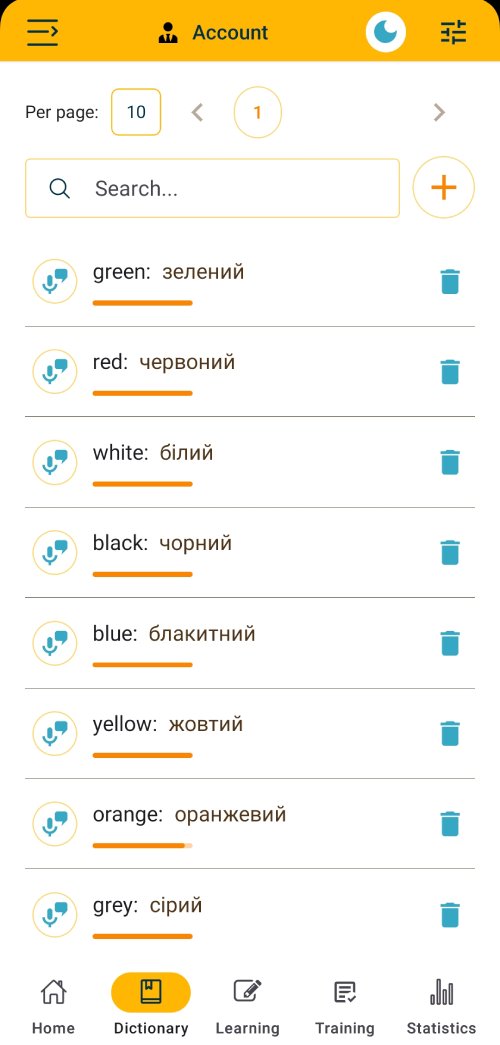 Account
Per page: 10 1
Search...
green: зелений
red: червоний
white: білий
black: чорний
blue: блакитний
yellow: жовтий
orange: оранжевий
grey: сірий
Home Dictionary Learning Training Statistics